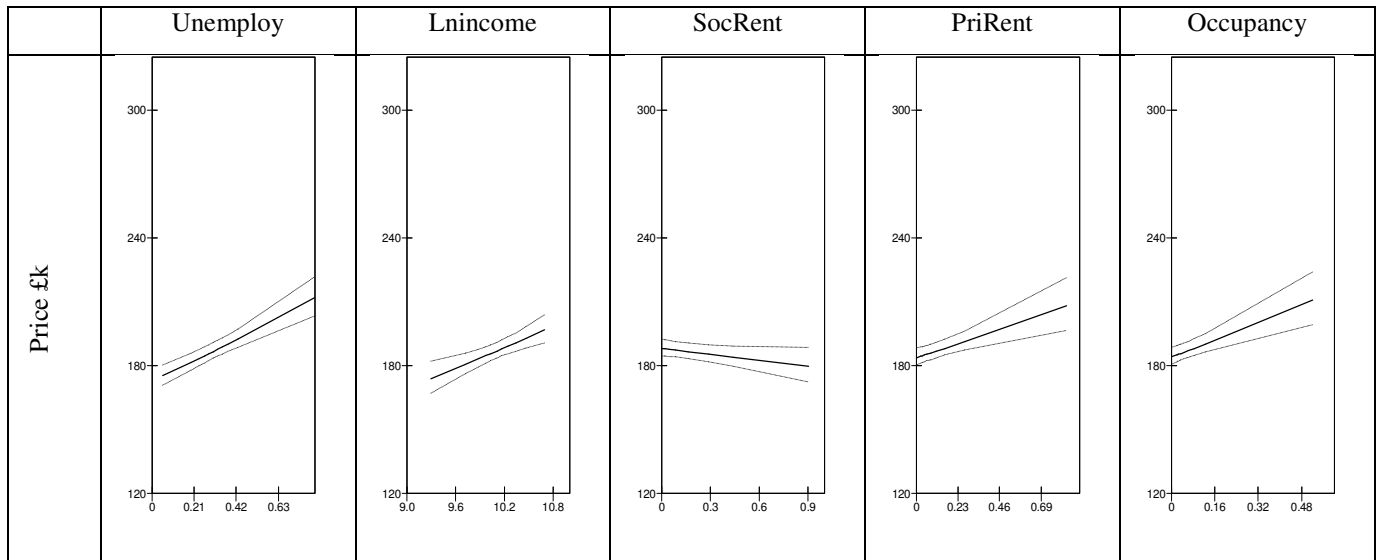 Unemploy Lnincome SocRent PriRent Occupancy
Price £k
300 300 300 300 300
240 240 240 240 240
180 180 180 180 180
120 120 120 120 120
0 0.21 0.42 0.63 9.0 9.6 10.2 10.8 0 0.3 0.6 0.9 0 0.23 0.46 0.69 0 0.16 0.32 0.48